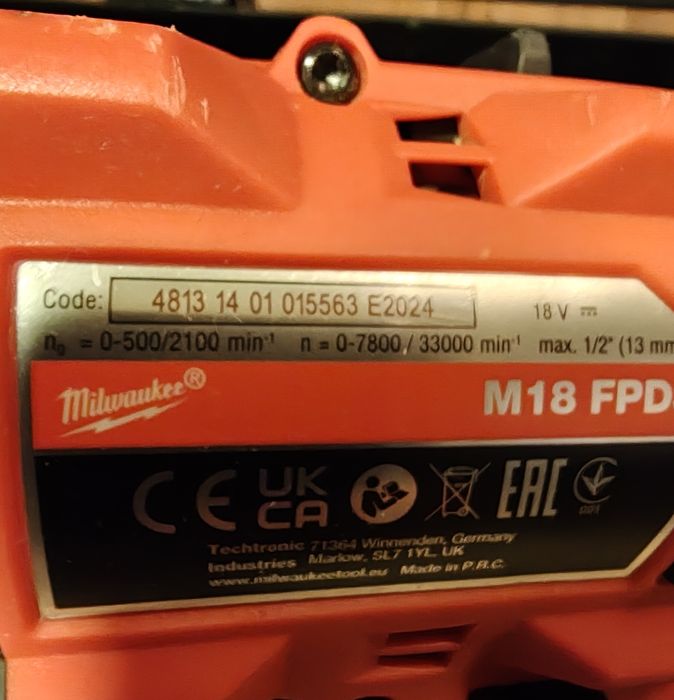 Code: 4813 14 01 015563 E2024
18 V
n₀ = 0-500/2100 min⁻¹ n = 0-7800 / 33000 min⁻¹ max. 1/2" (13 mm
Milwaukee®
M18 FPD
CE UK CA EAC
Techtronic 71364 Winnenden, Germany
Industries Marlow, SL7 1YL, UK
www.milwaukeetool.eu Made in P.R.C.